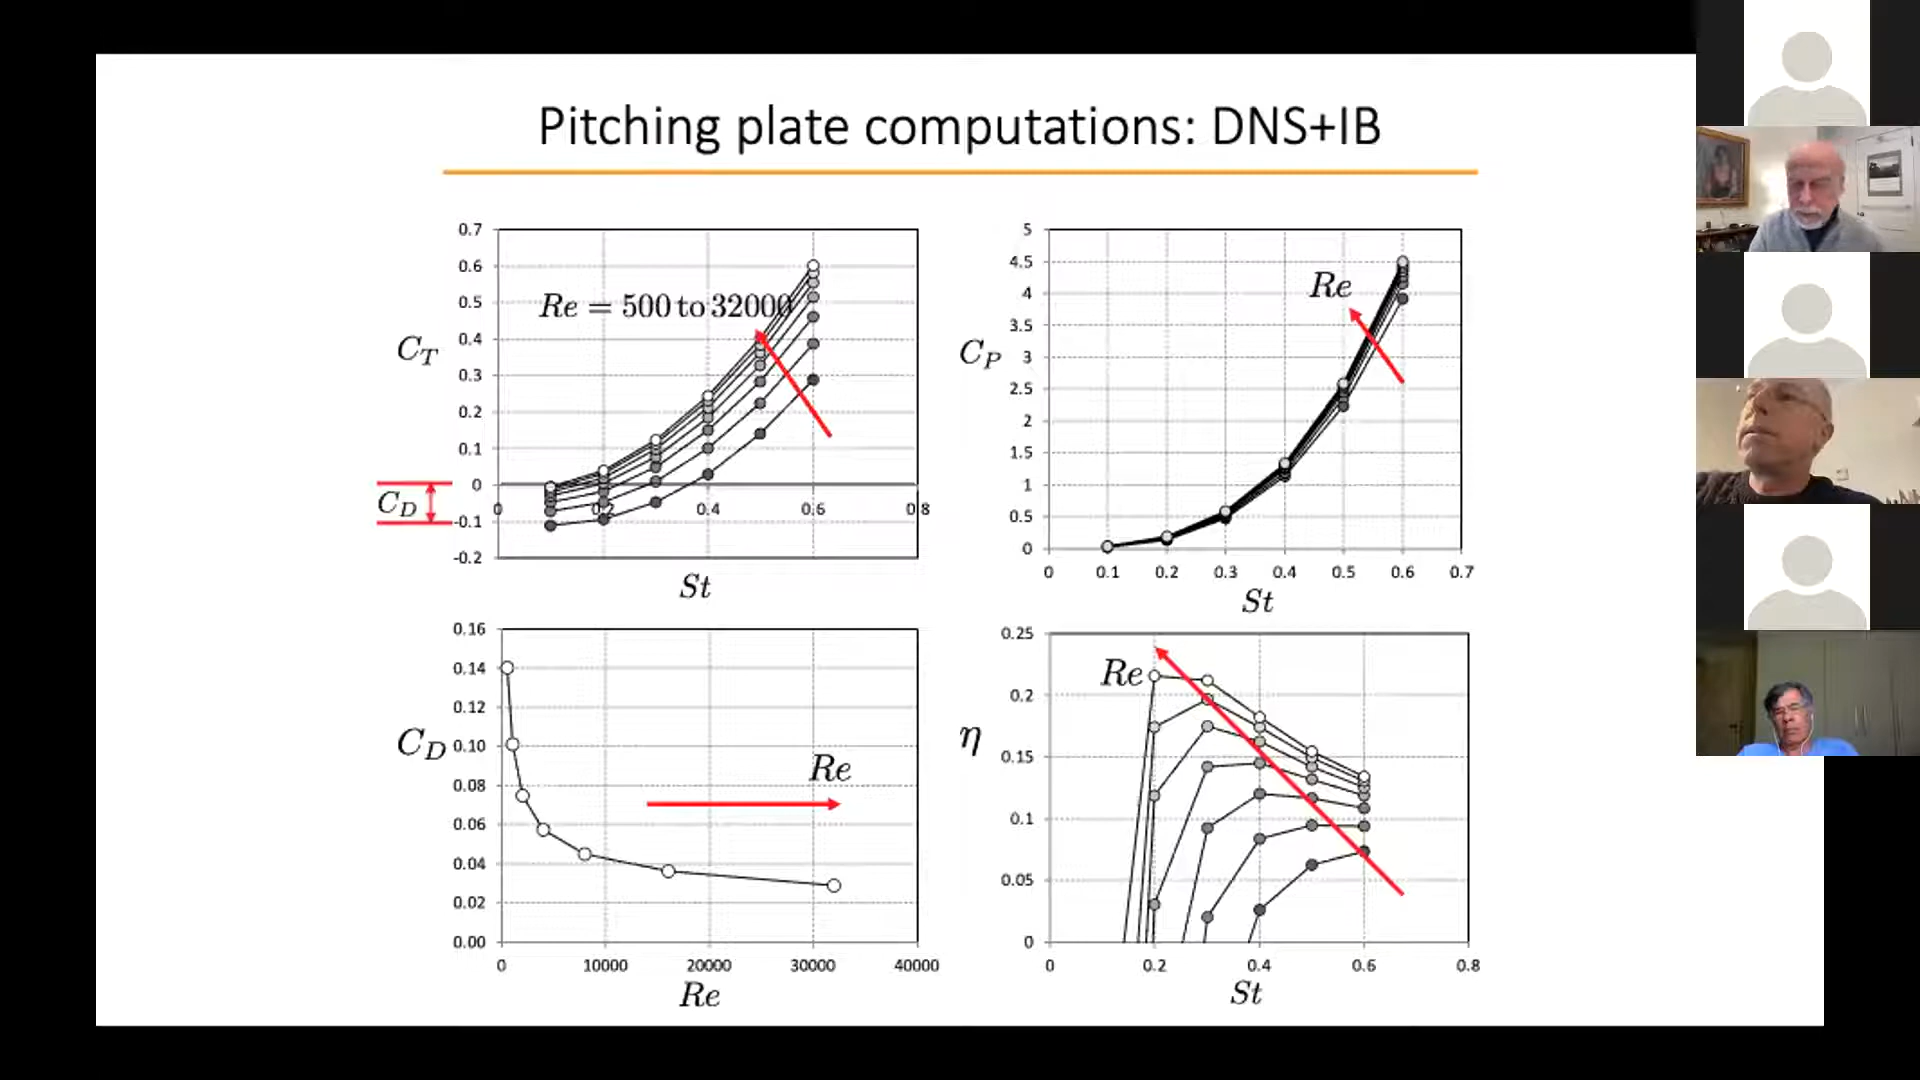 Pitching plate computations: DNS+IB
0.7
0.6
0.5
0.4
0.3
0.2
0.1
0
-0.1
-0.2
Re = 500 to 32000
C_T
C_D
0 0.2 0.4 0.6 0.8
St
5
4.5
4
3.5
3
2.5
2
1.5
1
0.5
0
Re
C_P
0 0.1 0.2 0.3 0.4 0.5 0.6 0.7
St
0.16
0.14
0.12
0.10
0.08
0.06
0.04
0.02
0.00
C_D
Re
0 10000 20000 30000 40000
Re
0.25
0.2
0.15
0.1
0.05
0
Re
η
0 0.2 0.4 0.6 0.8
St